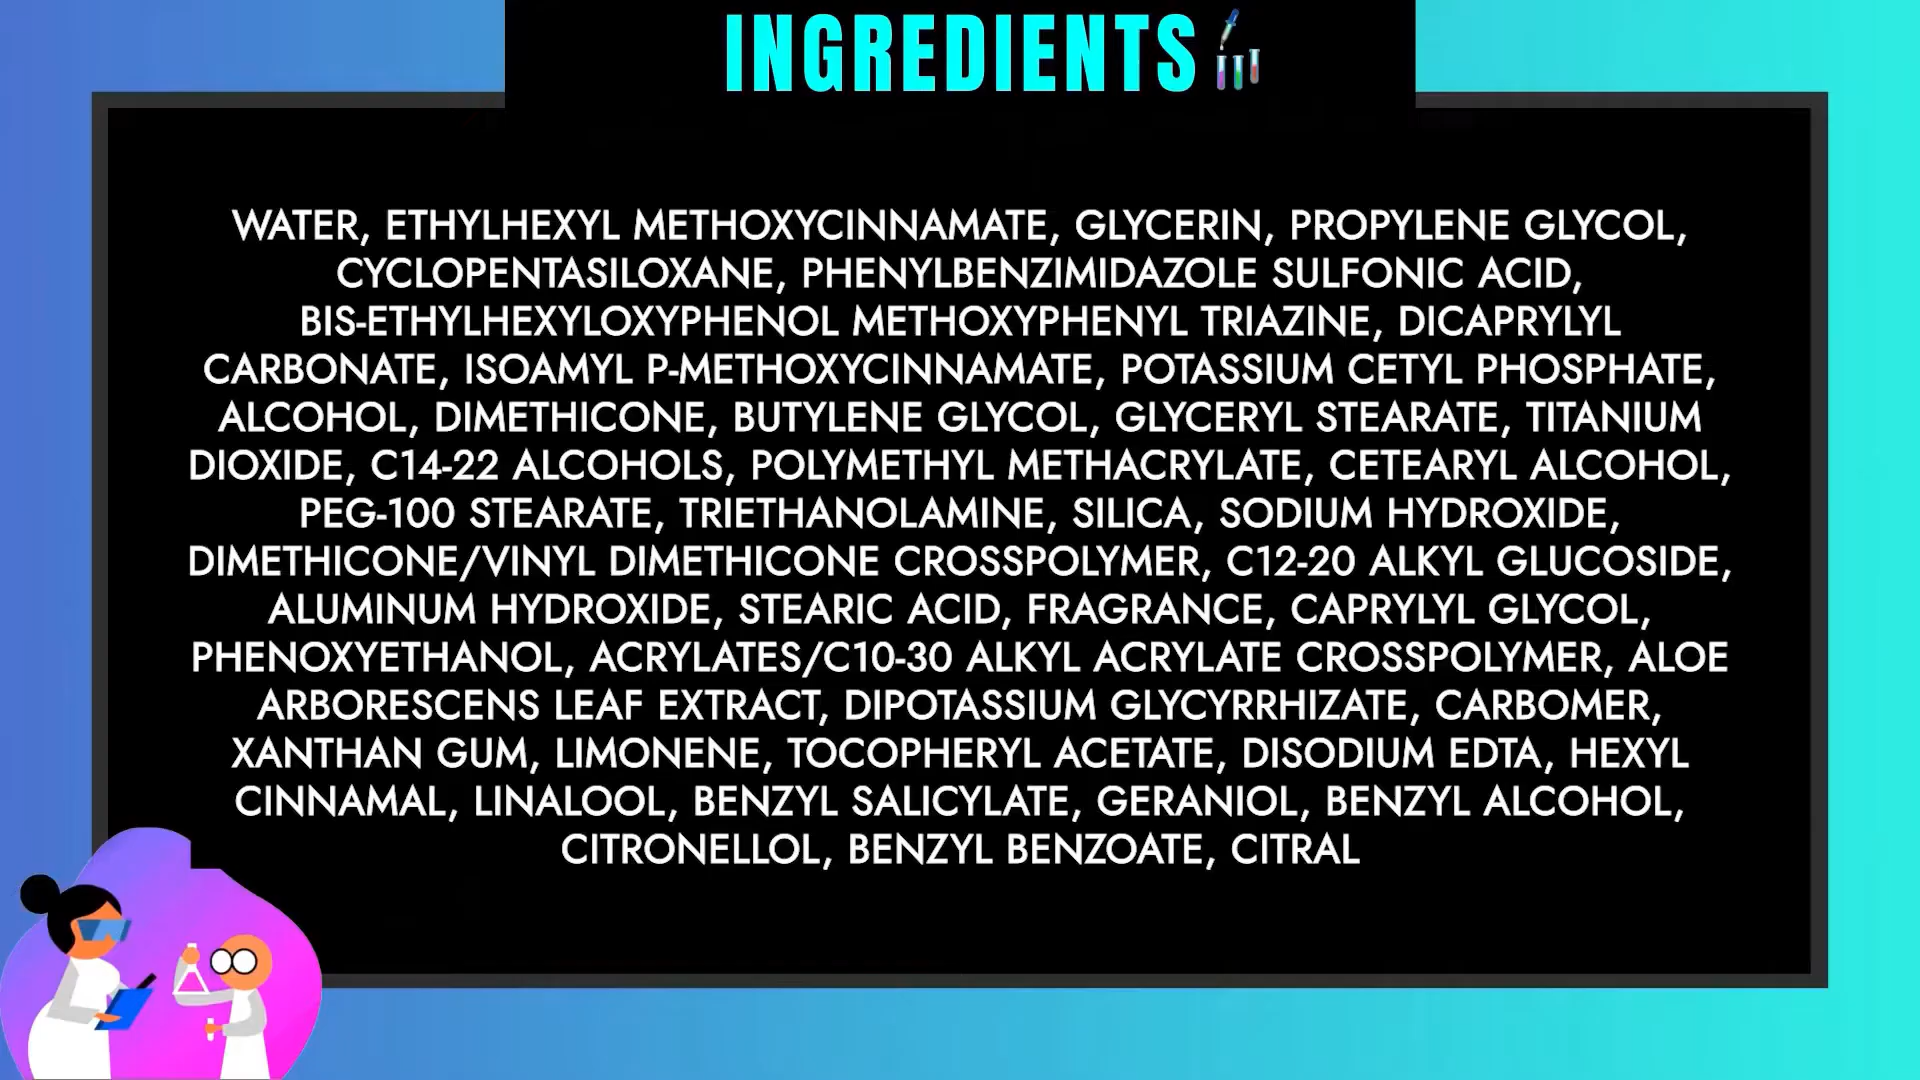 INGREDIENTS
WATER, ETHYLHEXYL METHOXYCINNAMATE, GLYCERIN, PROPYLENE GLYCOL,
CYCLOPENTASILOXANE, PHENYLBENZIMIDAZOLE SULFONIC ACID,
BIS-ETHYLHEXYLOXYPHENOL METHOXYPHENYL TRIAZINE, DICAPRYLYL
CARBONATE, ISOAMYL P-METHOXYCINNAMATE, POTASSIUM CETYL PHOSPHATE,
ALCOHOL, DIMETHICONE, BUTYLENE GLYCOL, GLYCERYL STEARATE, TITANIUM
DIOXIDE, C14-22 ALCOHOLS, POLYMETHYL METHACRYLATE, CETEARYL ALCOHOL,
PEG-100 STEARATE, TRIETHANOLAMINE, SILICA, SODIUM HYDROXIDE,
DIMETHICONE/VINYL DIMETHICONE CROSSPOLYMER, C12-20 ALKYL GLUCOSIDE,
ALUMINUM HYDROXIDE, STEARIC ACID, FRAGRANCE, CAPRYLYL GLYCOL,
PHENOXYETHANOL, ACRYLATES/C10-30 ALKYL ACRYLATE CROSSPOLYMER, ALOE
ARBORESCENS LEAF EXTRACT, DIPOTASSIUM GLYCYRRHIZATE, CARBOMER,
XANTHAN GUM, LIMONENE, TOCOPHERYL ACETATE, DISODIUM EDTA, HEXYL
CINNAMAL, LINALOOL, BENZYL SALICYLATE, GERANIOL, BENZYL ALCOHOL,
CITRONELLOL, BENZYL BENZOATE, CITRAL